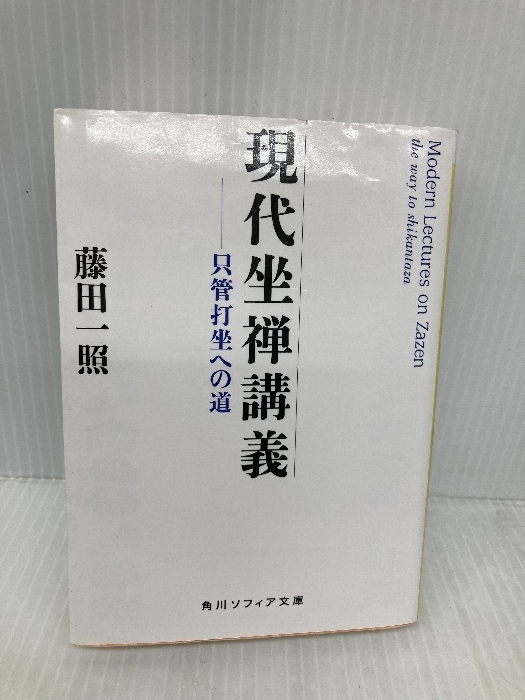 Modern Lectures on Zazen
the way to shikantaza
現代坐禅講義
——只管打坐への道
藤田一照
角川ソフィア文庫